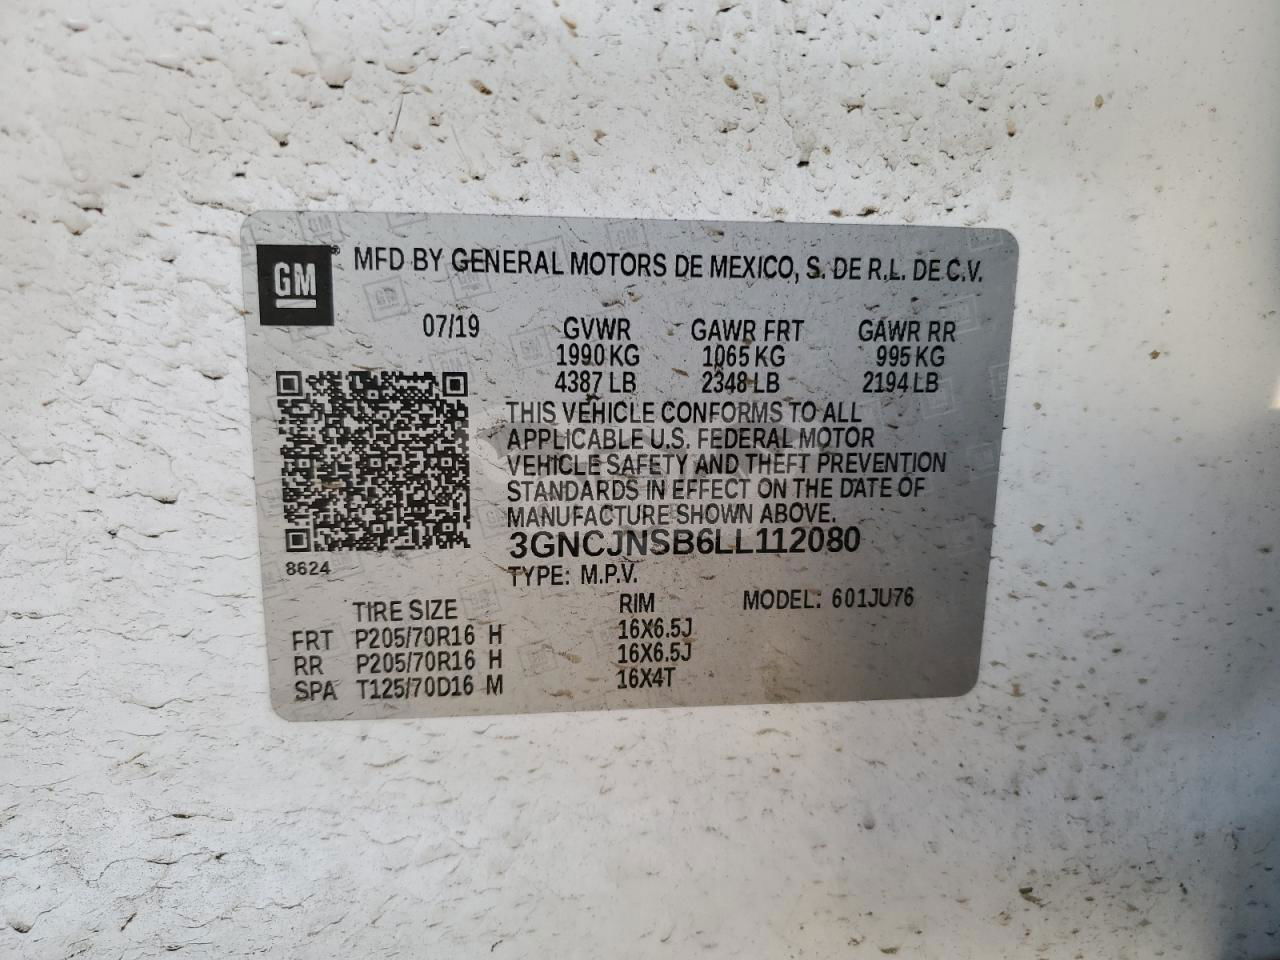 GM® MFD BY GENERAL MOTORS DE MEXICO, S. DE R.L. DE C.V.
07/19 GVWR GAWR FRT GAWR RR
1990 KG 1065 KG 995 KG
4387 LB 2348 LB 2194 LB
THIS VEHICLE CONFORMS TO ALL
APPLICABLE U.S. FEDERAL MOTOR
VEHICLE SAFETY AND THEFT PREVENTION
STANDARDS IN EFFECT ON THE DATE OF
MANUFACTURE SHOWN ABOVE.
3GNCJNSB6LL112080
8624
TYPE: M.P.V.
TIRE SIZE RIM MODEL: 601JU76
FRT P205/70R16 H 16X6.5J
RR P205/70R16 H 16X6.5J
SPA T125/70D16 M 16X4T